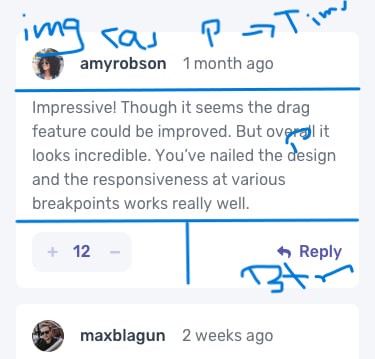 img P
amyrobson 1 month ago
Impressive! Though it seems the drag
feature could be improved. But overall it
looks incredible. You've nailed the design
and the responsiveness at various
breakpoints works really well.
P
+ 12 − Reply
Btn
maxblagun 2 weeks ago